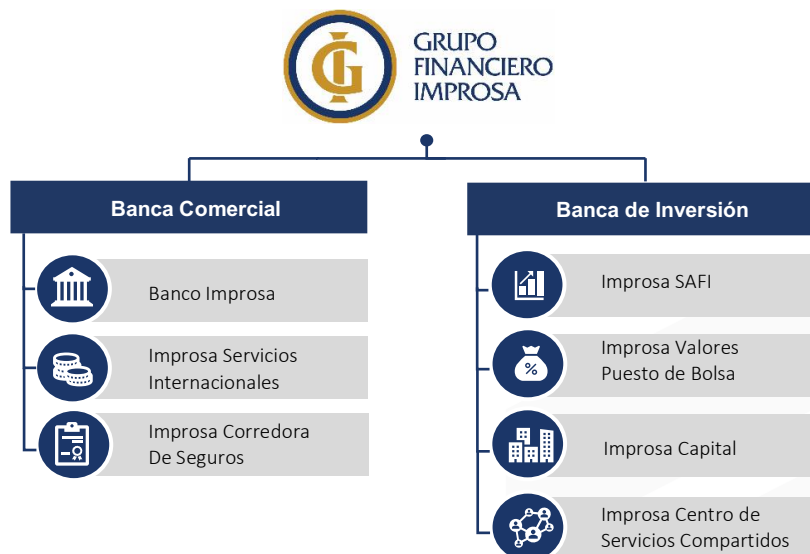 GRUPO
FINANCIERO
IMPROSA
Banca Comercial
Banco Improsa
Improsa Servicios
Internacionales
Improsa Corredora
De Seguros
Banca de Inversión
Improsa SAFI
Improsa Valores
Puesto de Bolsa
%
Improsa Capital
Improsa Centro de
Servicios Compartidos